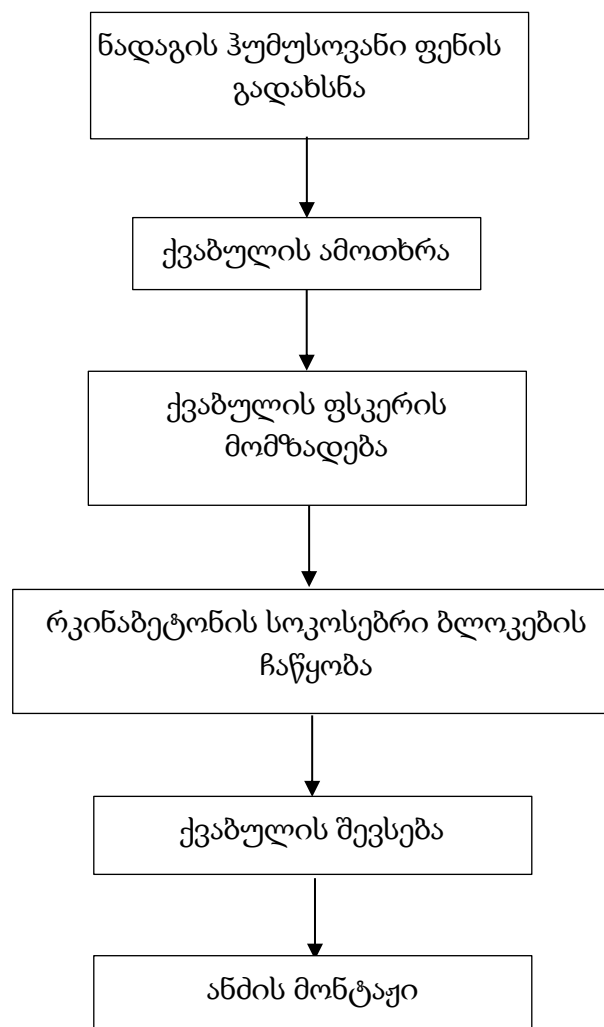 ნადაგის ჰუმუსოვანი ფენის
გადახსნა
ქვაბულის ამოთხრა
ქვაბულის ფსკერის
მომზადება
რკინაბეტონის სოკოსებრი ბლოკების
ჩაწყობა
ქვაბულის შევსება
ანძის მონტაჟი